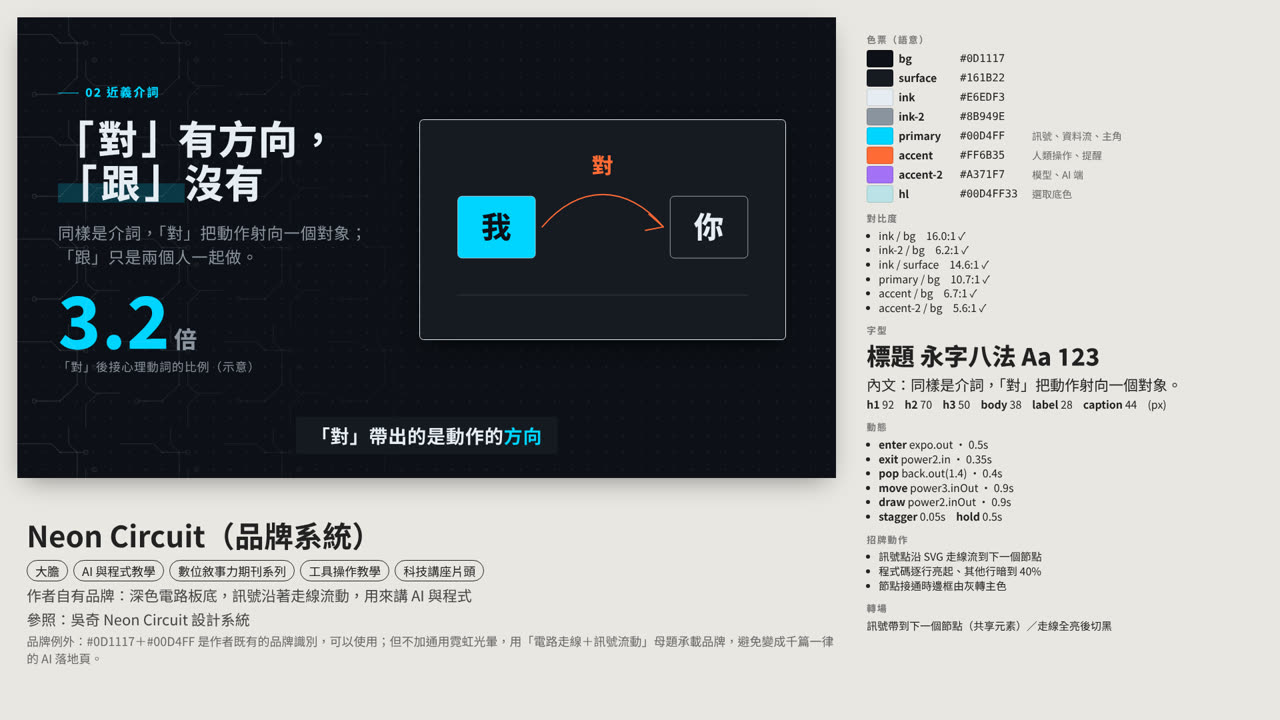 02 近義介詞
「對」有方向，
「跟」沒有
同樣是介詞，「對」把動作射向一個對象；
「跟」只是兩個人一起做。
3.2 倍
「對」後接心理動詞的比例（示意）
對
我
你
「對」帶出的是動作的方向
Neon Circuit（品牌系統）
大膽 AI 與程式教學 數位敘事力期刊系列 工具操作教學 科技講座片頭
作者自有品牌：深色電路板底，訊號沿著走線流動，用來講 AI 與程式
參照：吳奇 Neon Circuit 設計系統
品牌例外：#0D1117＋#00D4FF 是作者既有的品牌識別，可以使用；但不加通用霓虹光暈，用「電路走線＋訊號流動」母題承載品牌，避免變成千篇一律
的 AI 落地頁。
色票（語意）
bg #0D1117
surface #161B22
ink #E6EDF3
ink-2 #8B949E
primary #00D4FF 訊號、資料流、主角
accent #FF6B35 人類操作、提醒
accent-2 #A371F7 模型、AI 端
hl #00D4FF33 選取底色
對比度
ink / bg 16.0:1 ✓
ink-2 / bg 6.2:1 ✓
ink / surface 14.6:1 ✓
primary / bg 10.7:1 ✓
accent / bg 6.7:1 ✓
accent-2 / bg 5.6:1 ✓
字型
標題 永字八法 Aa 123
內文：同樣是介詞，「對」把動作射向一個對象。
h1 92 h2 70 h3 50 body 38 label 28 caption 44 (px)
動態
enter expo.out · 0.5s
exit power2.in · 0.35s
pop back.out(1.4) · 0.4s
move power3.inOut · 0.9s
draw power2.inOut · 0.9s
stagger 0.05s hold 0.5s
招牌動作
訊號點沿 SVG 走線流到下一個節點
程式碼逐行亮起、其他行暗到 40%
節點接通時邊框由灰轉主色
轉場
訊號帶到下一個節點（共享元素）／走線全亮後切黑